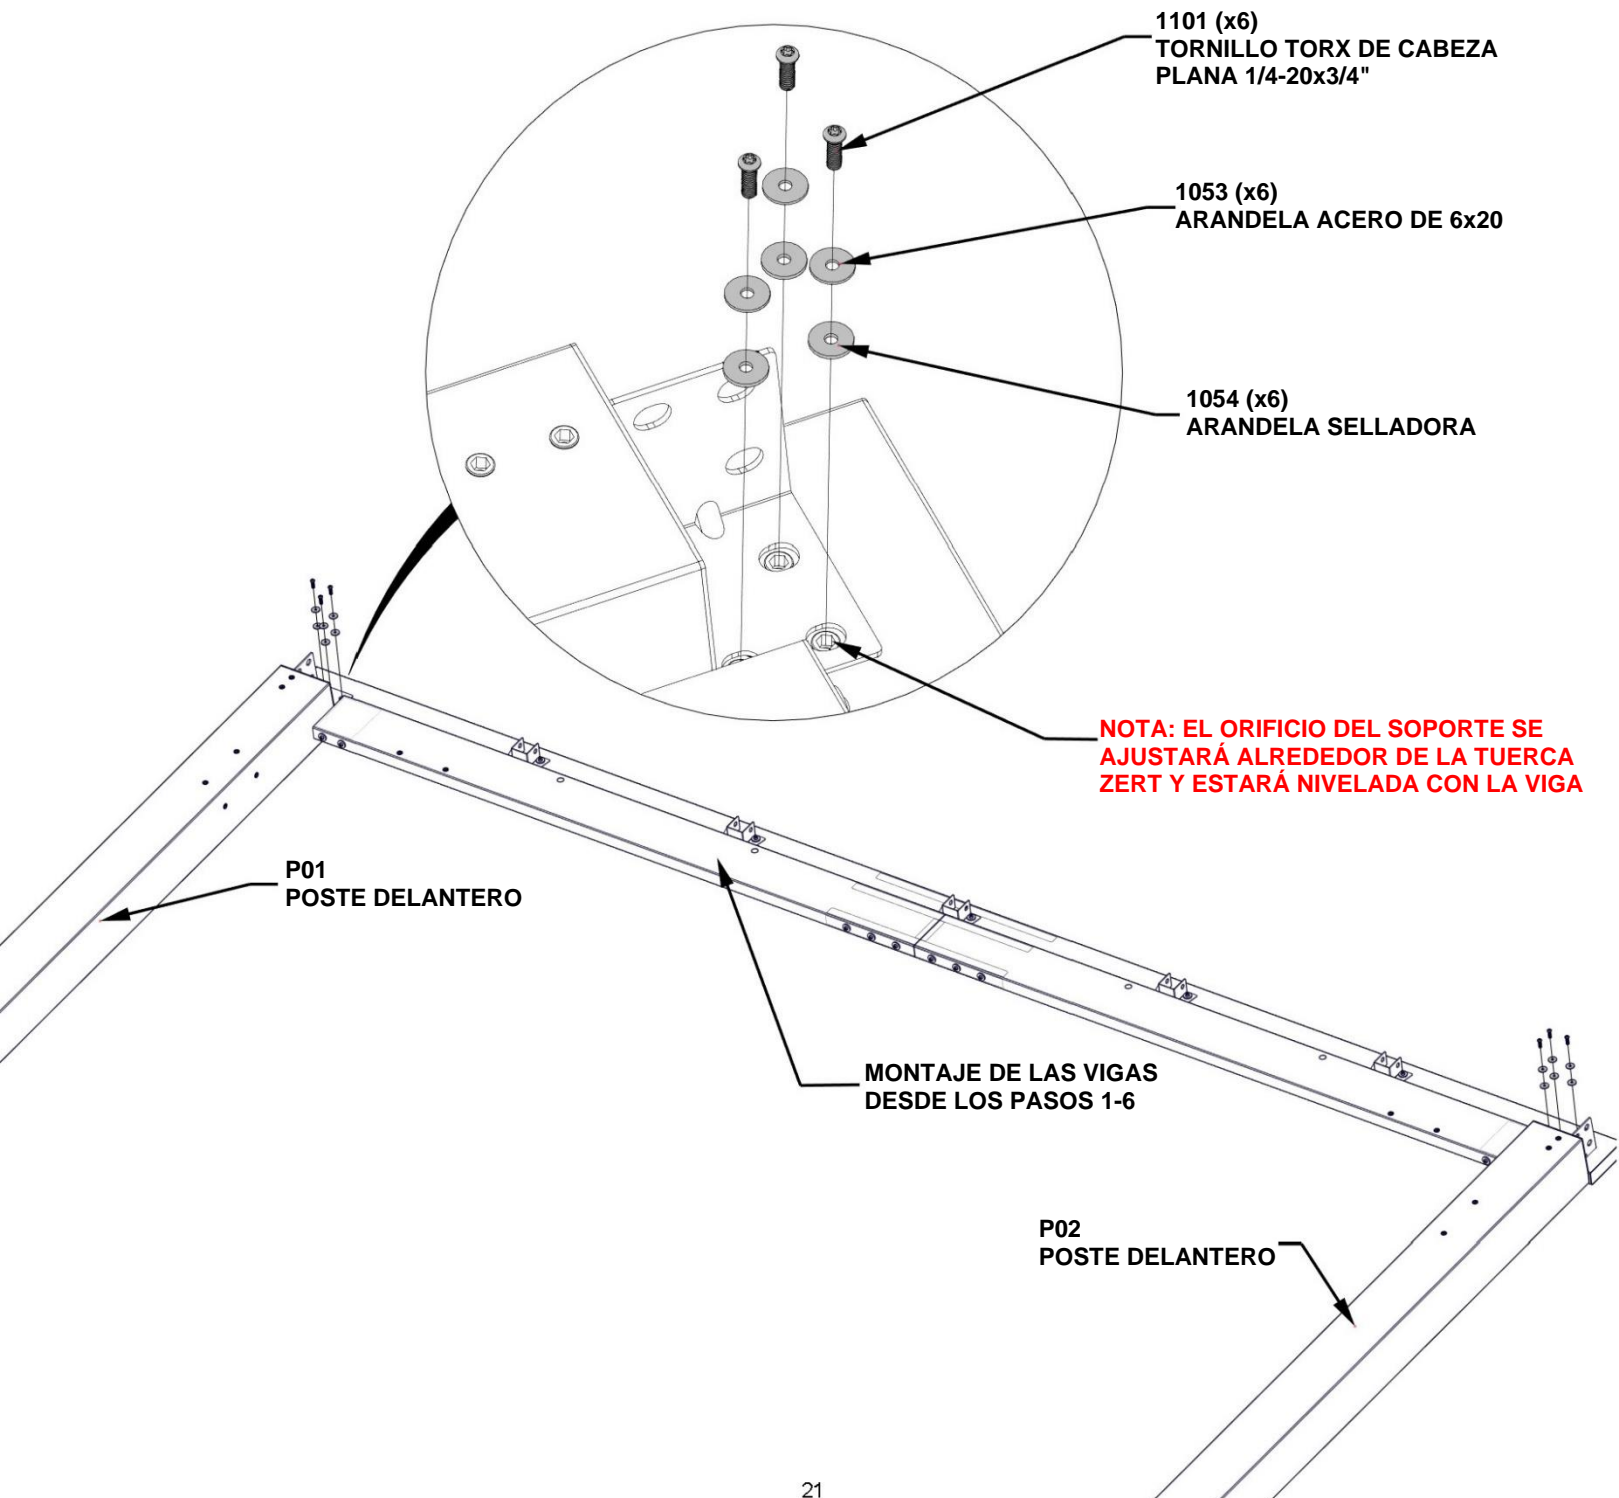 1101 (x6)
TORNILLO TORX DE CABEZA
PLANA 1/4-20x3/4"
1053 (x6)
ARANDELA ACERO DE 6x20
1054 (x6)
ARANDELA SELLADORA
NOTA: EL ORIFICIO DEL SOPORTE SE
AJUSTARÁ ALREDEDOR DE LA TUERCA
ZERT Y ESTARÁ NIVELADA CON LA VIGA
P01
POSTE DELANTERO
MONTAJE DE LAS VIGAS
DESDE LOS PASOS 1-6
P02
POSTE DELANTERO
21